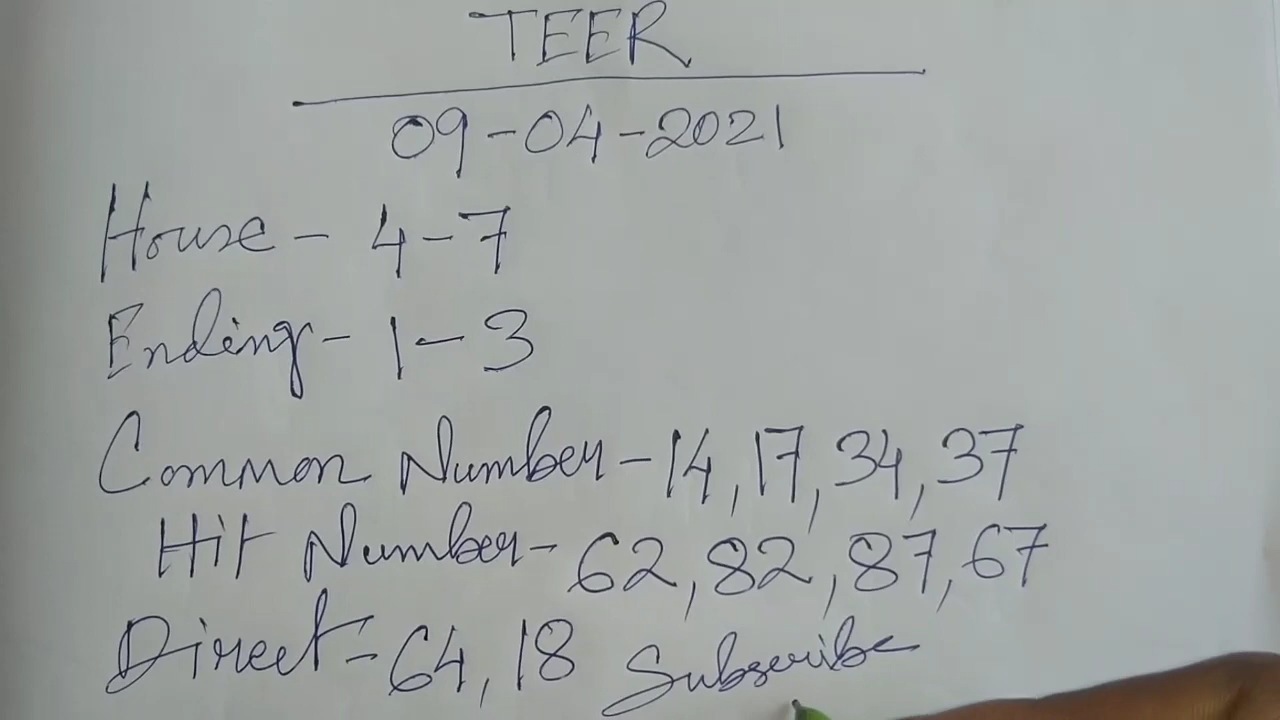 TEER
09-04-2021
House - 4-7
Ending - 1-3
Common Number - 14, 17, 34, 37
Hit Number - 62, 82, 87, 67
Direct - 64, 18 Subscribe